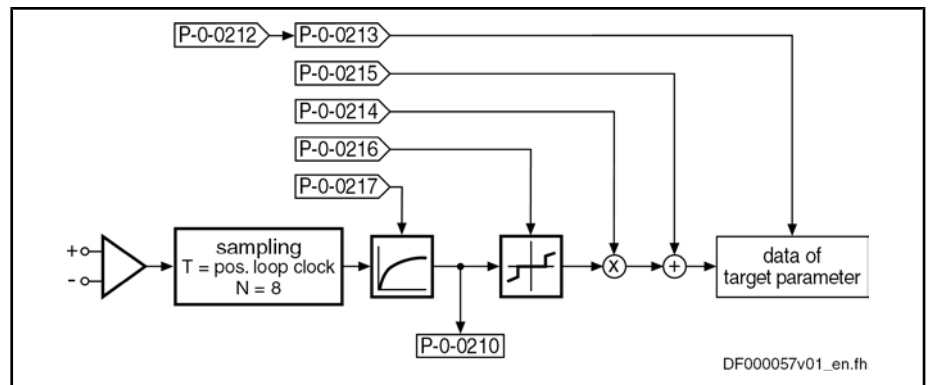 P-0-0212 P-0-0213
P-0-0215
P-0-0214
P-0-0216
P-0-0217
+
-
sampling
T = pos. loop clock
N = 8
x
+
data of
target parameter
P-0-0210
DF000057v01_en.fh